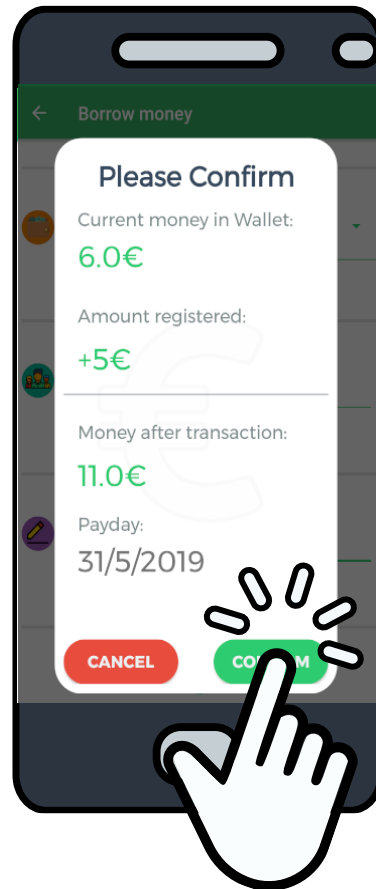 Borrow money
Please Confirm
Current money in Wallet:
6.0€
Amount registered:
+5€
Money after transaction:
11.0€
Payday:
31/5/2019
CANCEL